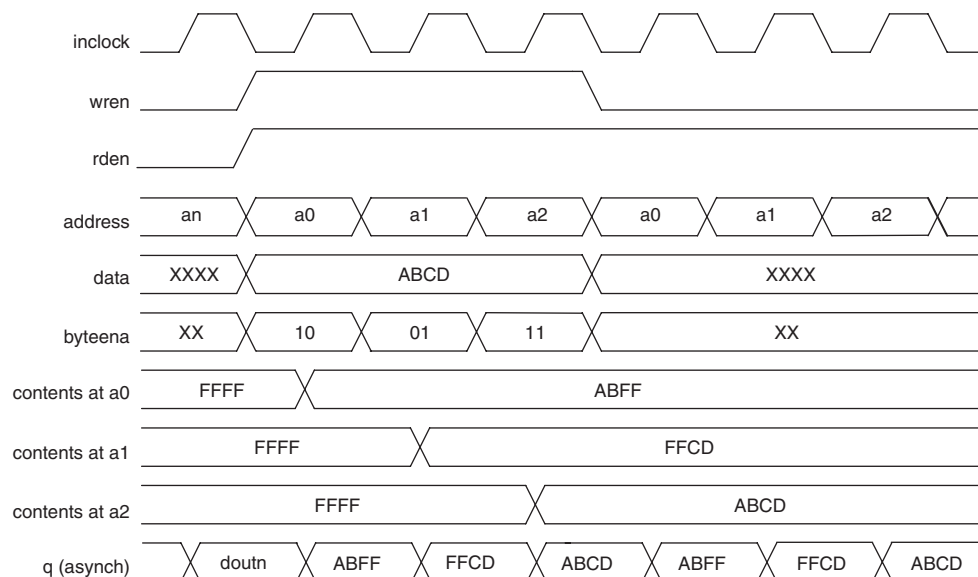 inclock
wren
rden
address an a0 a1 a2 a0 a1 a2
data XXXX ABCD XXXX
byteena XX 10 01 11 XX
contents at a0 FFFF ABFF
contents at a1 FFFF FFCD
contents at a2 FFFF ABCD
q (asynch) doutn ABFF FFCD ABCD ABFF FFCD ABCD